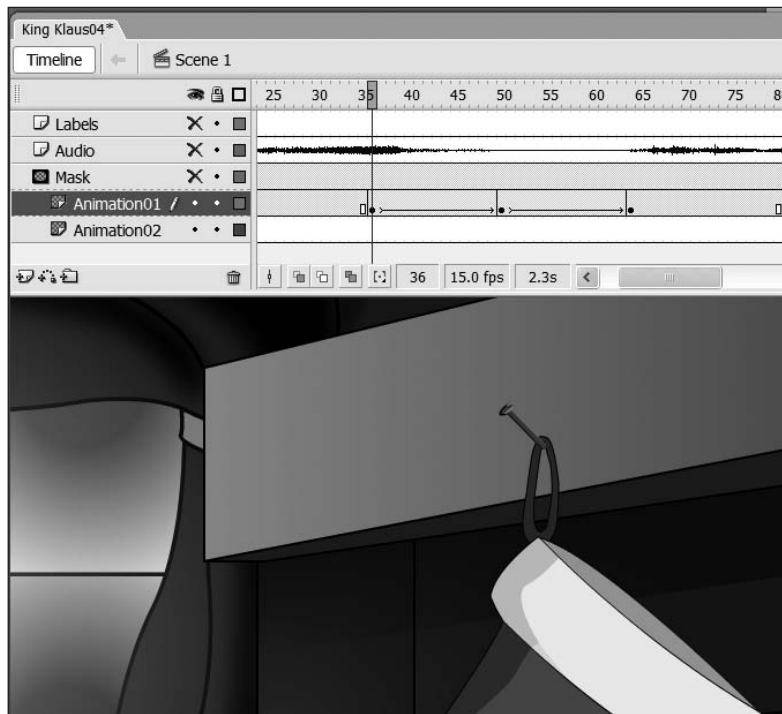 King Klaus04*
Timeline Scene 1
25 30 35 40 45 50 55 60 65 70 75 8
Labels
Audio
Mask
Animation01
Animation02
36 15.0 fps 2.3s